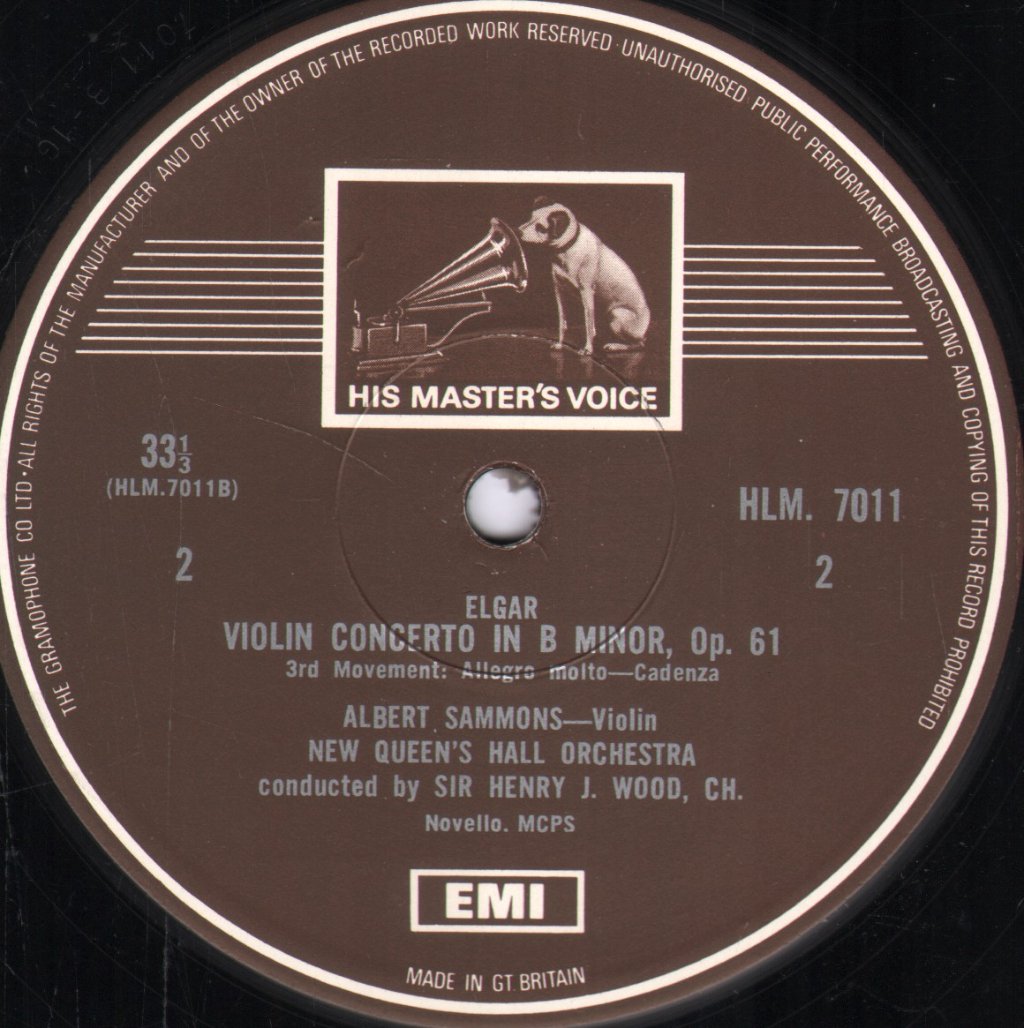 THE GRAMOPHONE CO LTD·ALL RIGHTS OF THE MANUFACTURER AND OF THE OWNER OF THE RECORDED WORK RESERVED·UNAUTHORISED PUBLIC PERFORMANCE BROADCASTING AND COPYING OF THIS RECORD PROHIBITED
HIS MASTER'S VOICE
33⅓
(HLM.7011B)
HLM. 7011
2
2
ELGAR
VIOLIN CONCERTO IN B MINOR, Op. 61
3rd Movement: Allegro molto—Cadenza
ALBERT SAMMONS—Violin
NEW QUEEN'S HALL ORCHESTRA
conducted by SIR HENRY J. WOOD, CH.
Novello. MCPS
EMI
MADE IN GT. BRITAIN